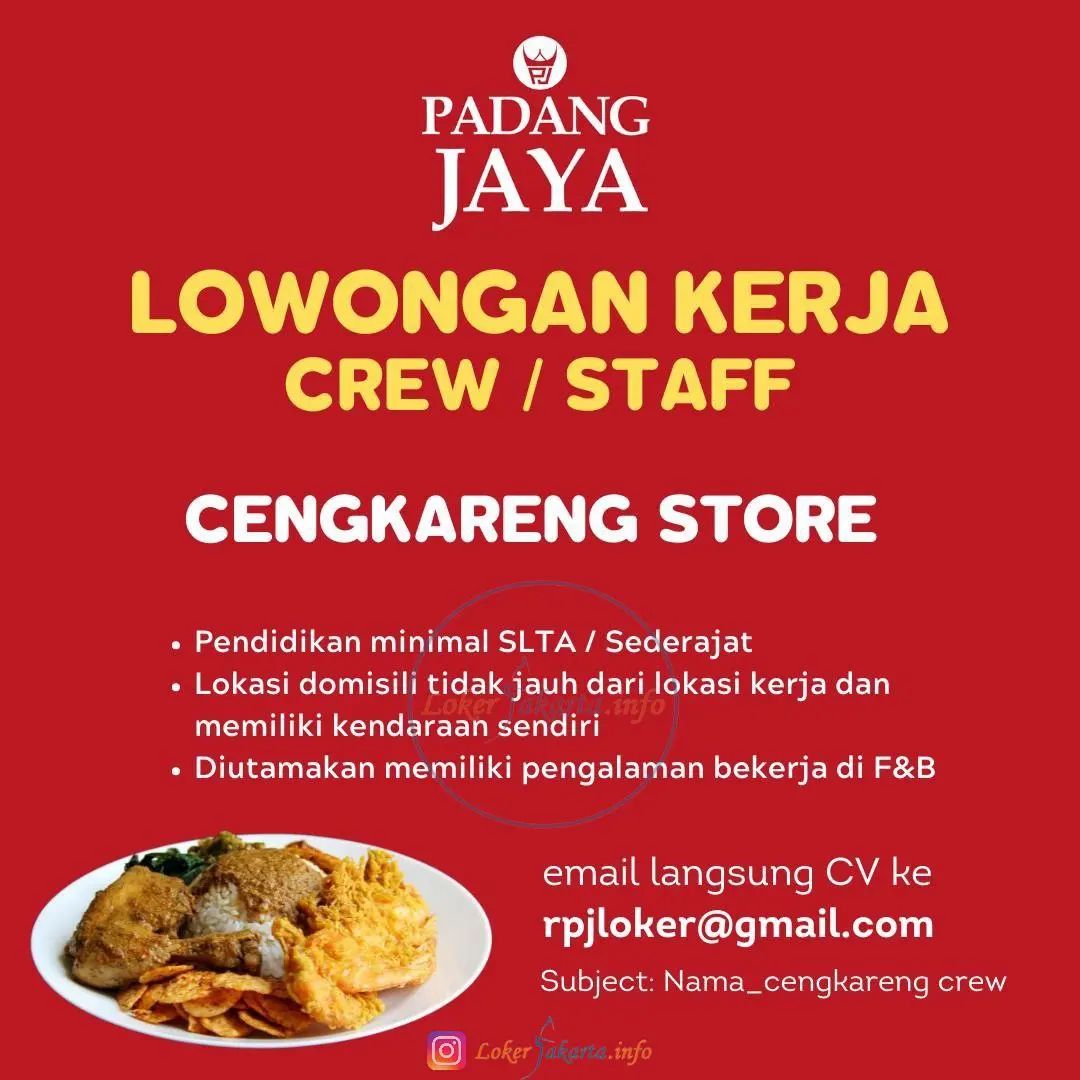 PJ
PADANG
JAYA
LOWONGAN KERJA
CREW / STAFF
CENGKARENG STORE
• Pendidikan minimal SLTA / Sederajat
• Lokasi domisili tidak jauh dari lokasi kerja dan
memiliki kendaraan sendiri
Loker Jakarta.info
• Diutamakan memiliki pengalaman bekerja di F&B
email langsung CV ke
rpjloker@gmail.com
Subject: Nama_cengkareng crew
Loker Jakarta.info